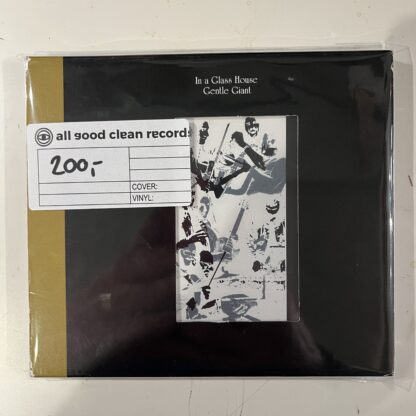 In a Glass House
Gentle Giant
all good clean records
200,-
COVER:
VINYL: